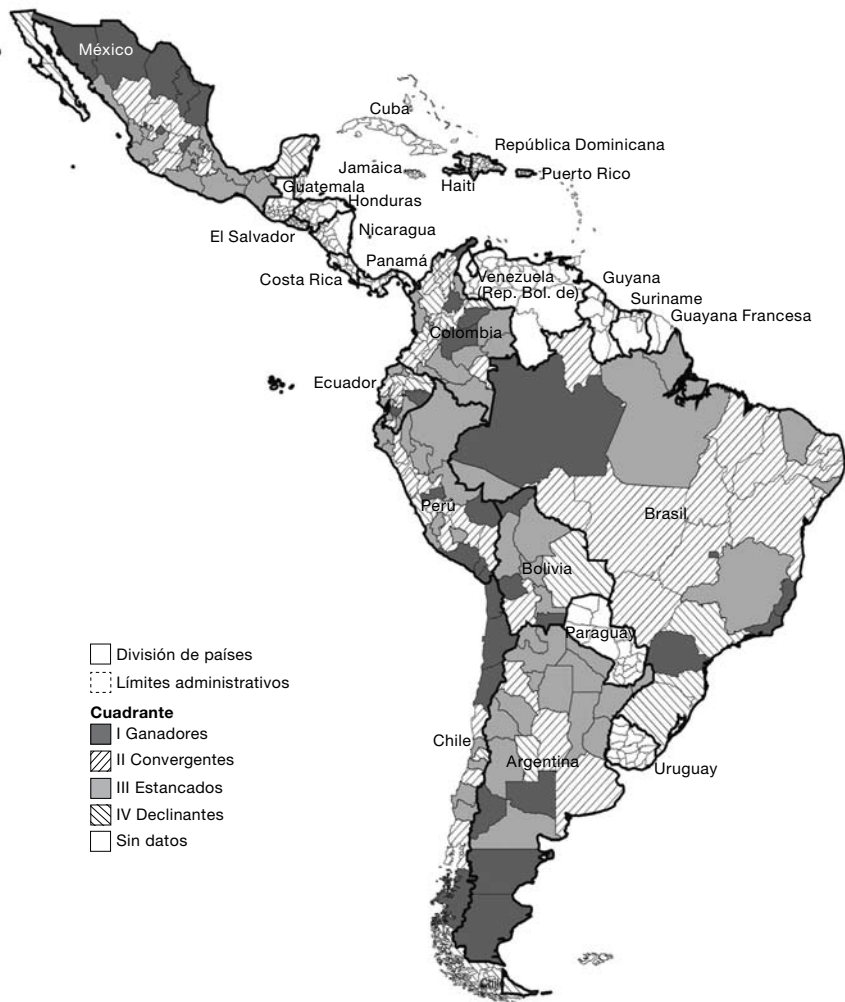 México
Cuba
República Dominicana
Jamaica
Haití
Puerto Rico
Guatemala
Honduras
Nicaragua
El Salvador
Panamá
Costa Rica
Venezuela
(Rep. Bol. de)
Guyana
Suriname
Guayana Francesa
Colombia
Ecuador
Perú
Brasil
Bolivia
Paraguay
División de países
Límites administrativos
Cuadrante
I Ganadores
II Convergentes
III Estancados
IV Declinantes
Sin datos
Chile
Argentina
Uruguay
Chile